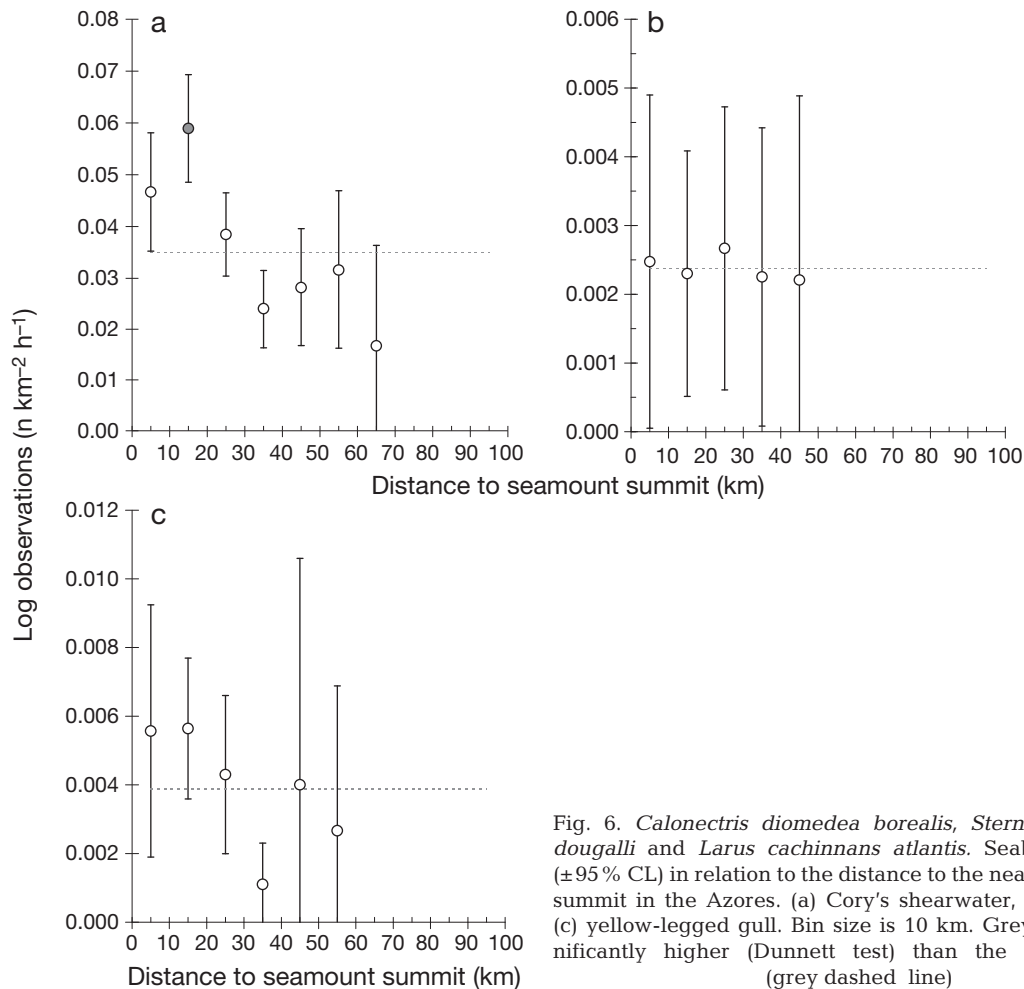 a
0.08
0.07
0.06
0.05
0.04
0.03
0.02
0.01
0.00
0 10 20 30 40 50 60 70 80 90 100
b
0.006
0.005
0.004
0.003
0.002
0.001
0.000
0 10 20 30 40 50 60 70 80 90 100
Distance to seamount summit (km)
Log observations (n km⁻² h⁻¹)
c
0.012
0.010
0.008
0.006
0.004
0.002
0.000
0 10 20 30 40 50 60 70 80 90 100
Distance to seamount summit (km)
Fig. 6. Calonectris diomedea borealis, Stern
dougalli and Larus cachinnans atlantis. Seab
(±95% CL) in relation to the distance to the nea
summit in the Azores. (a) Cory's shearwater,
(c) yellow-legged gull. Bin size is 10 km. Grey
nificantly higher (Dunnett test) than the
(grey dashed line)